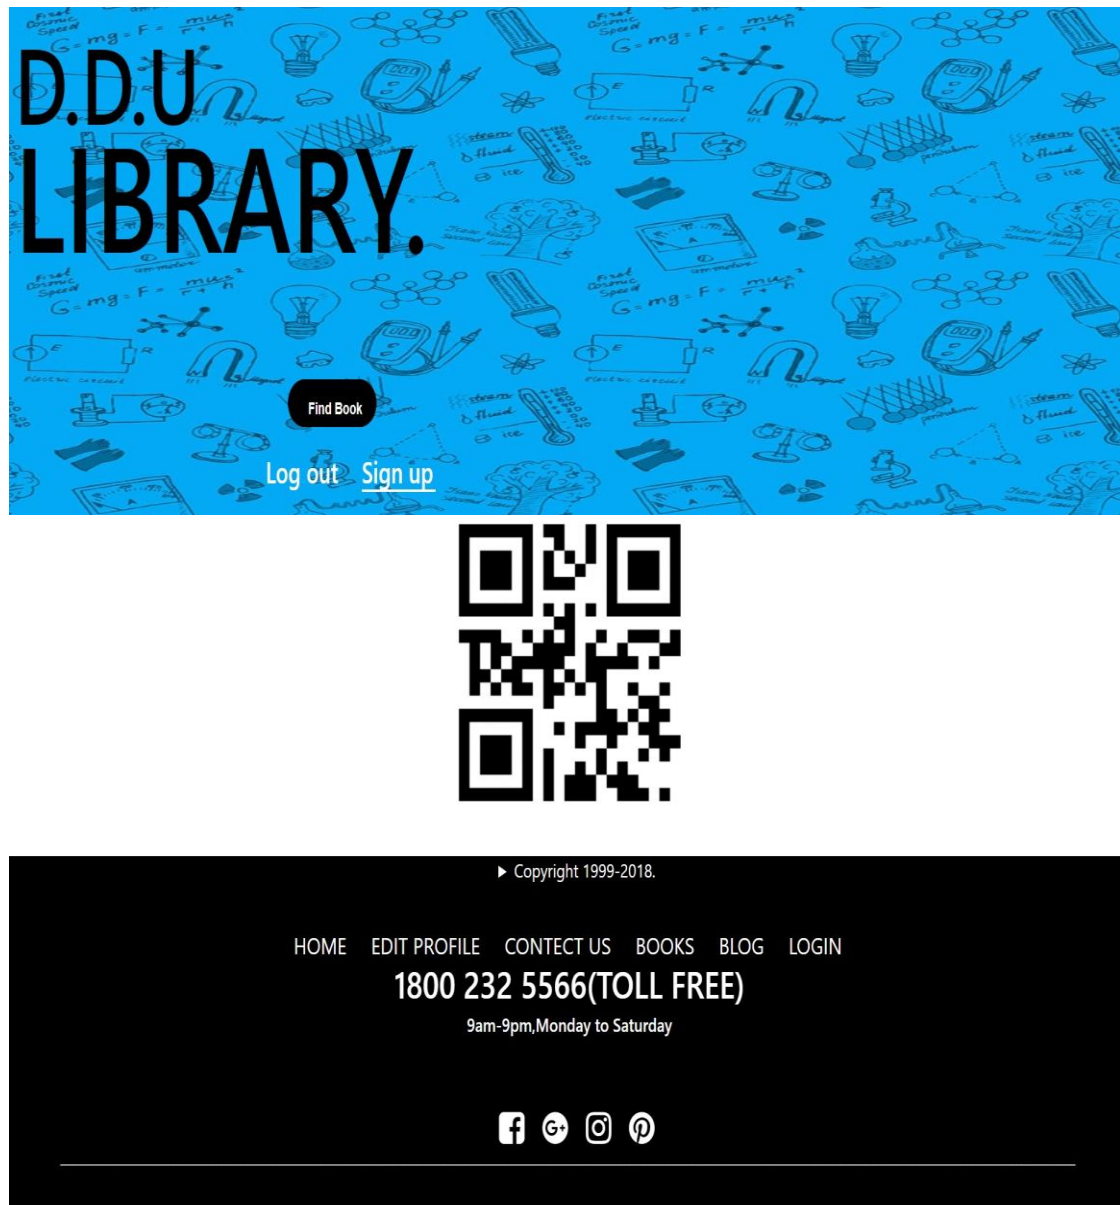 D.D.U
LIBRARY.
Find Book
Log out Sign up
Copyright 1999-2018.
HOME EDIT PROFILE CONTECT US BOOKS BLOG LOGIN
1800 232 5566(TOLL FREE)
9am-9pm,Monday to Saturday